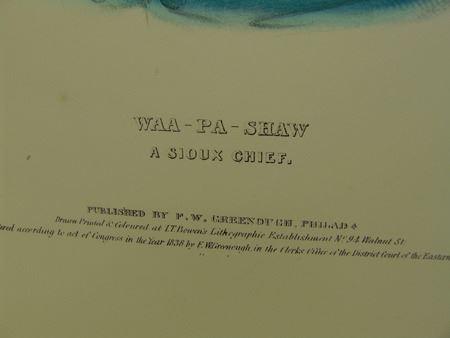 WAA-PA-SHAW
A SIOUX CHIEF.
PUBLISHED BY F. W. GREENOUGH, PHILADᴬ
Drawn Printed & Coloured at I.T. Bowen's Lithographic Establishment Nº 94 Walnut St
according to act of Congress in the Year 1838 by F.W. Greenough, in the Clerks Office of the District Court of the Eastern